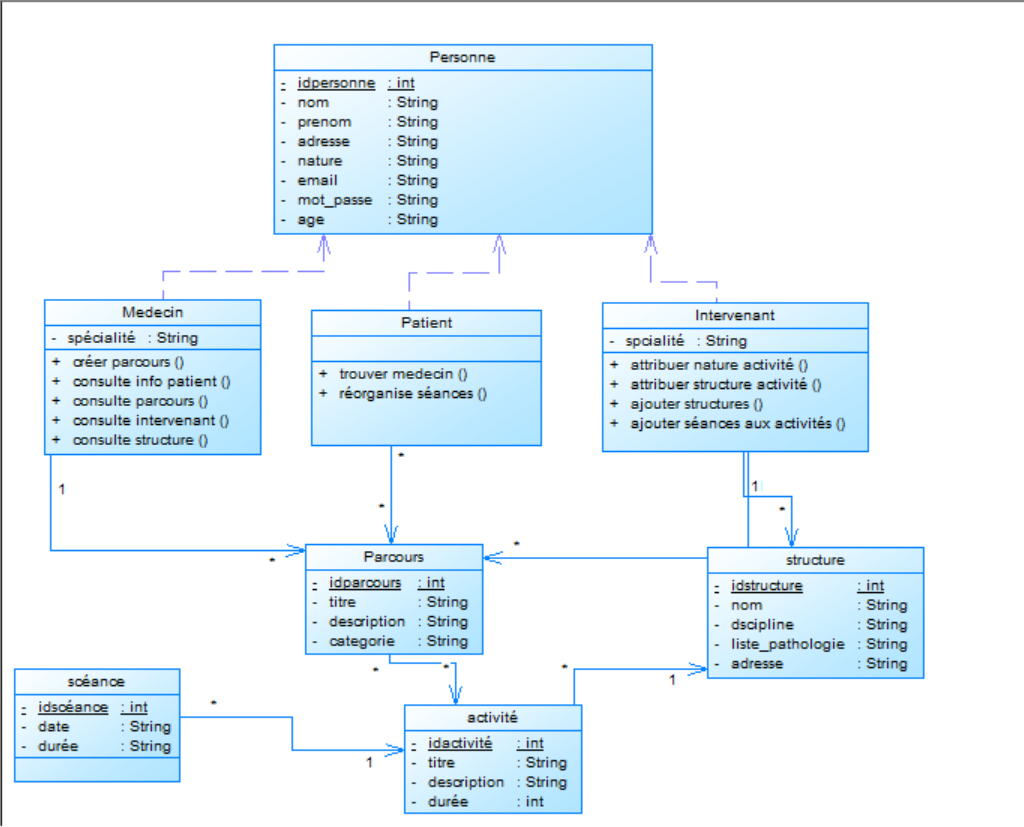 Personne
- idpersonne : int
- nom : String
- prenom : String
- adresse : String
- nature : String
- email : String
- mot_passe : String
- age : String
Medecin
- spécialité : String
+ créer parcours ()
+ consulte info patient ()
+ consulte parcours ()
+ consulte intervenant ()
+ consulte structure ()
Patient
+ trouver medecin ()
+ réorganise séances ()
Intervenant
- spcialité : String
+ attribuer nature activité ()
+ attribuer structure activité ()
+ ajouter structures ()
+ ajouter séances aux activités ()
1
*
*
*
1
*
*
Parcours
- idparcours : int
- titre : String
- description : String
- categorie : String
structure
- idstructure : int
- nom : String
- dscipline : String
- liste_pathologie : String
- adresse : String
*
*
*
1
scéance
- idscéance : int
- date : String
- durée : String
*
1
activité
- idactivité : int
- titre : String
- description : String
- durée : int